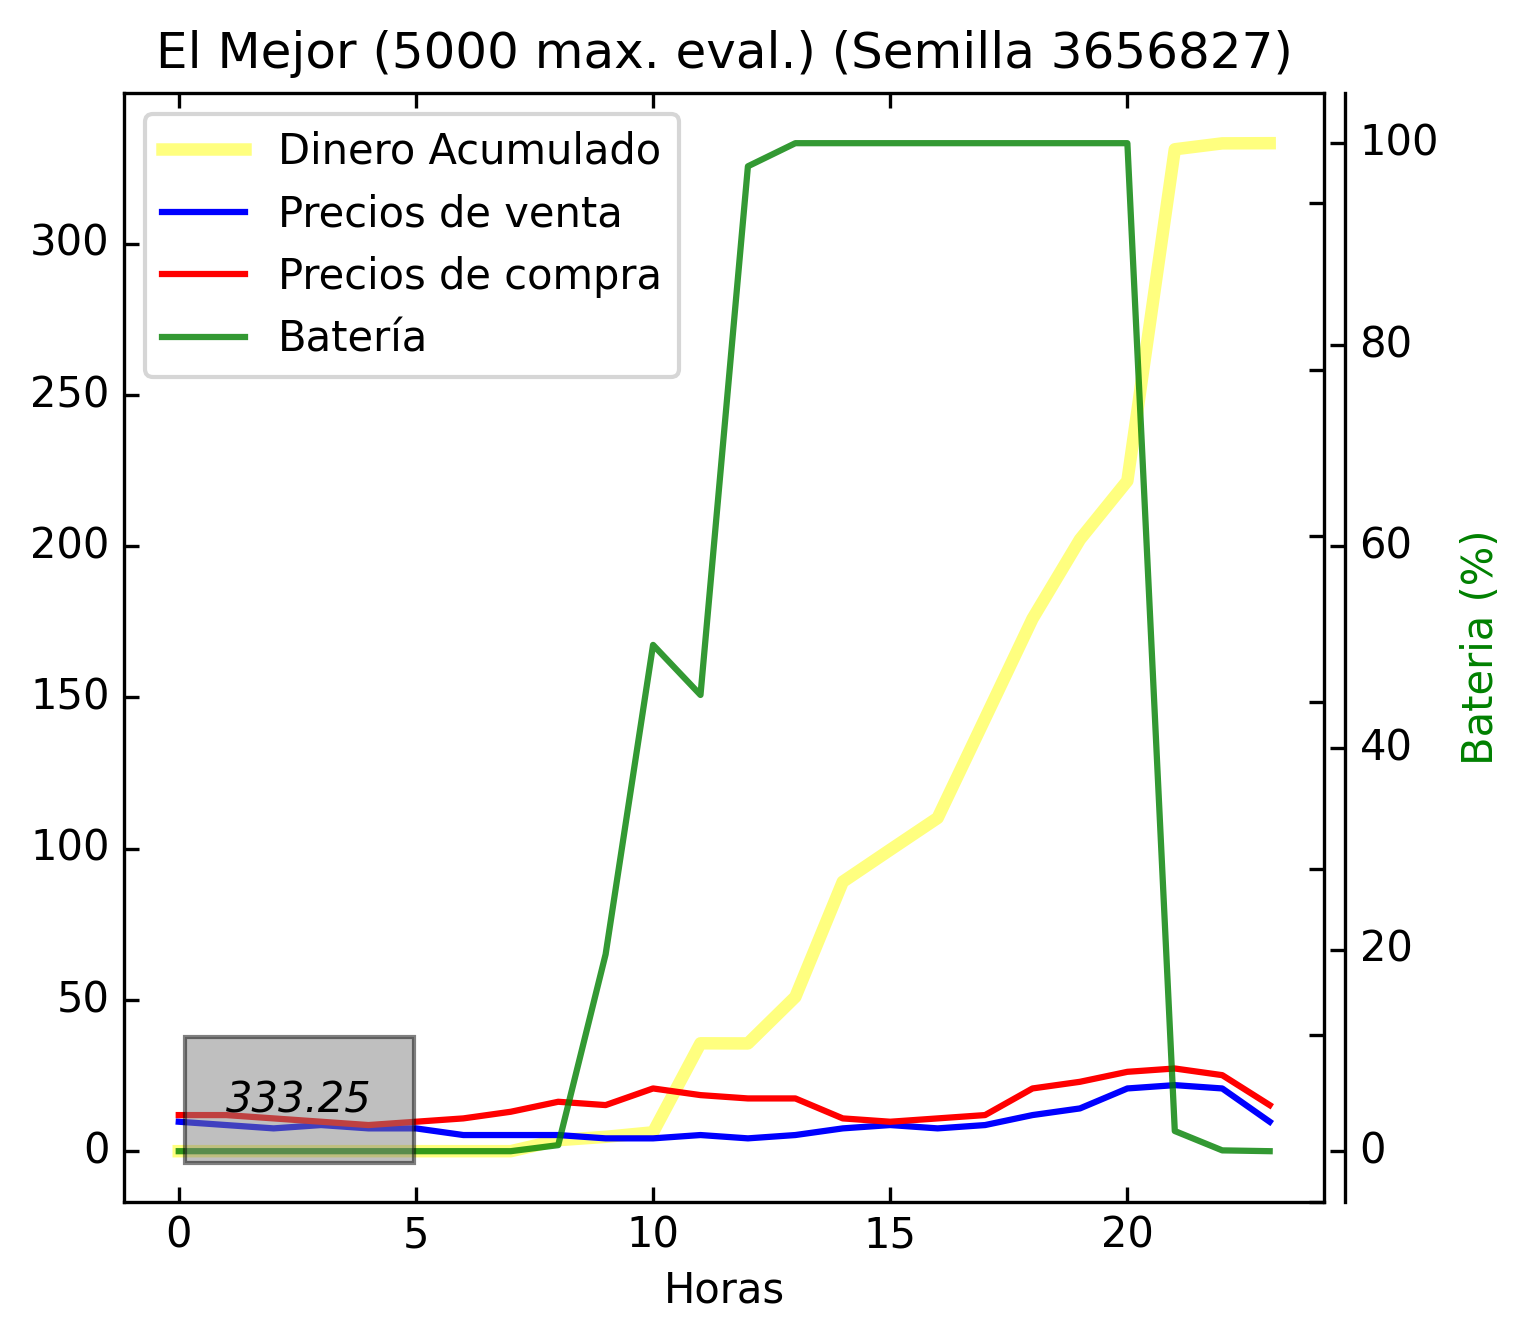 El Mejor (5000 max. eval.) (Semilla 3656827)
Dinero Acumulado
Precios de venta
Precios de compra
Batería
300
250
200
150
100
50
0
333.25
100
80
60
40
20
0
Bateria (%)
0 5 10 15 20
Horas